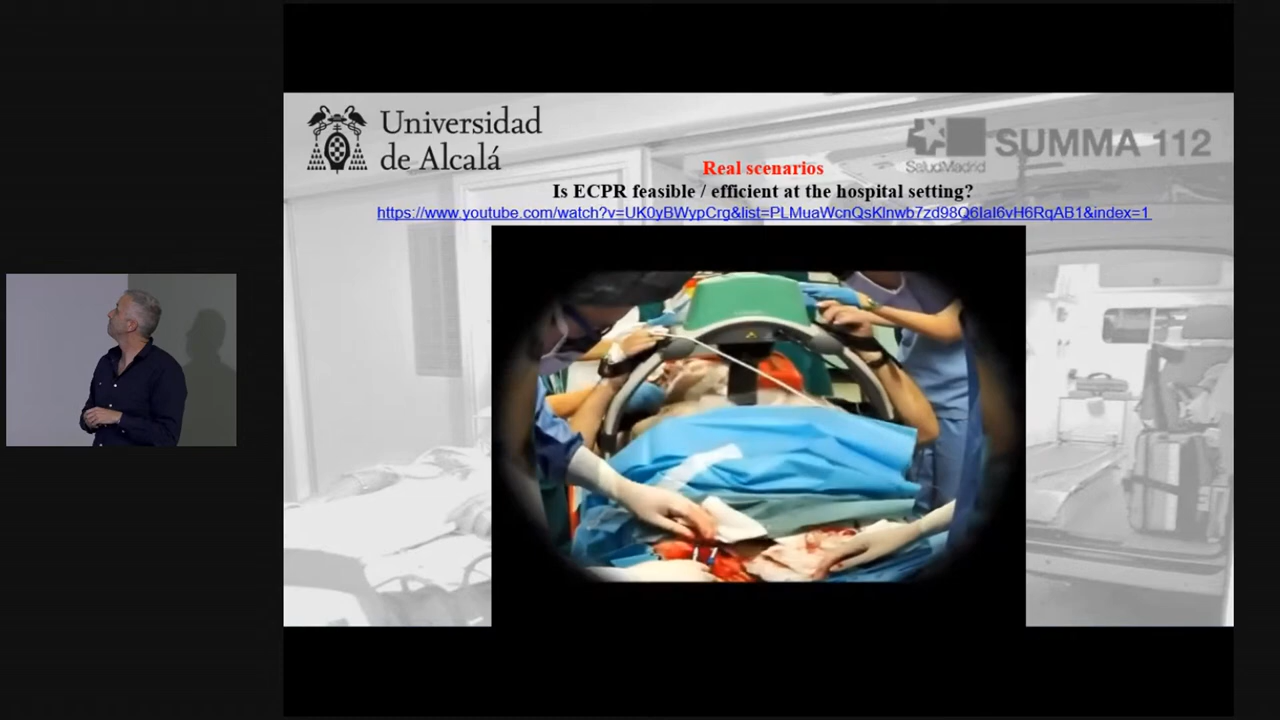 Universidad
de Alcalá
SaludMadrid
SUMMA 112
Real scenarios
Is ECPR feasible / efficient at the hospital setting?
https://www.youtube.com/watch?v=UK0yBWypCrg&list=PLMuaWcnQsKlnwb7zd98Q6IaI6vH6RqAB1&index=1